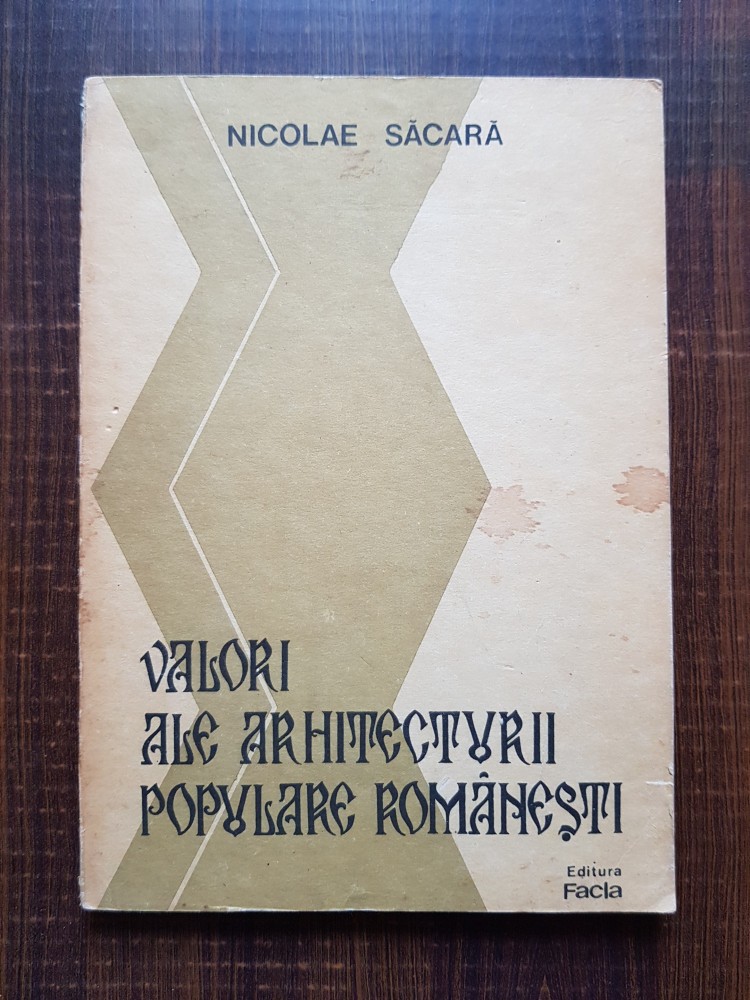 NICOLAE SĂCARĂ
VALORI
ALE ARHITECTURII
POPULARE ROMÂNEȘTI
Editura
Facla